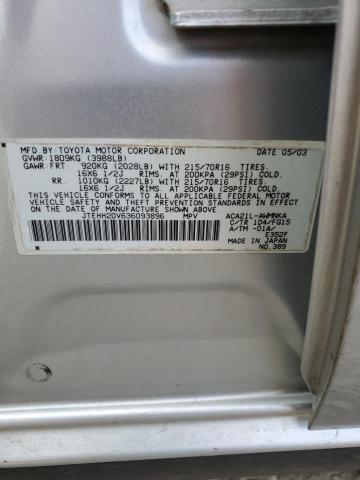 MFD BY TOYOTA MOTOR CORPORATION DATE 05/03
GVWR 1809KG (3988LB)
GAWR FRT 920KG (2028LB) WITH 215/70R16 TIRES.
16X6 1/2J RIMS. AT 200KPA (29PSI) COLD.
RR. 1010KG (2227LB) WITH 215/70R16 TIRES.
16X6 1/2J RIMS. AT 200KPA (29PSI) COLD.
THIS VEHICLE CONFORMS TO ALL APPLICABLE FEDERAL MOTOR
VEHICLE SAFETY, BUMPER, AND THEFT PREVENTION STANDARDS IN
EFFECT ON THE DATE OF MANUFACTURE SHOWN ABOVE.
JTEHH20V636093896 MPV ACA21L-AWMNKA
C/TR 1D4/FG15
A/TM -01A/
E352F
MADE IN JAPAN
NO.389